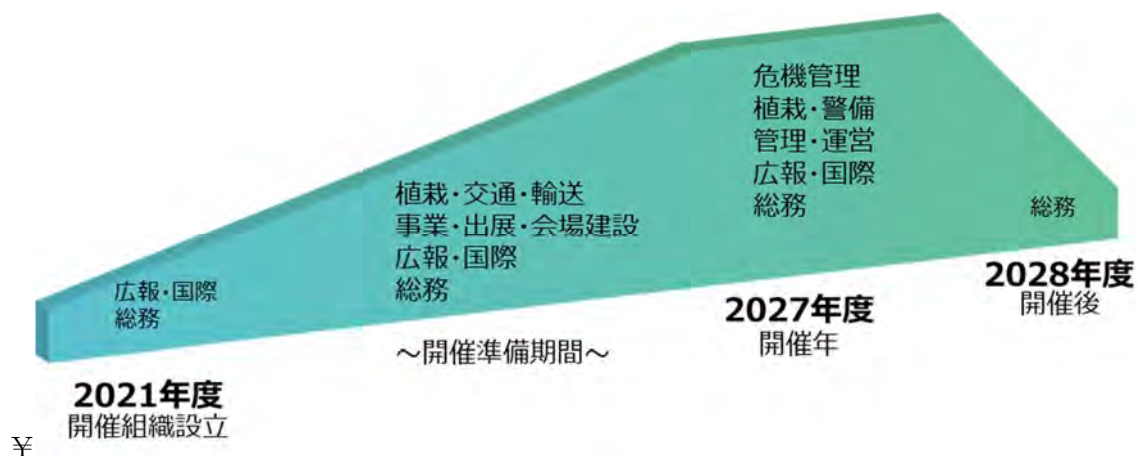 広報・国際
総務
2021年度
開催組織設立
植栽・交通・輸送
事業・出展・会場建設
広報・国際
総務
～開催準備期間～
危機管理
植栽・警備
管理・運営
広報・国際
総務
2027年度
開催年
総務
2028年度
開催後
¥